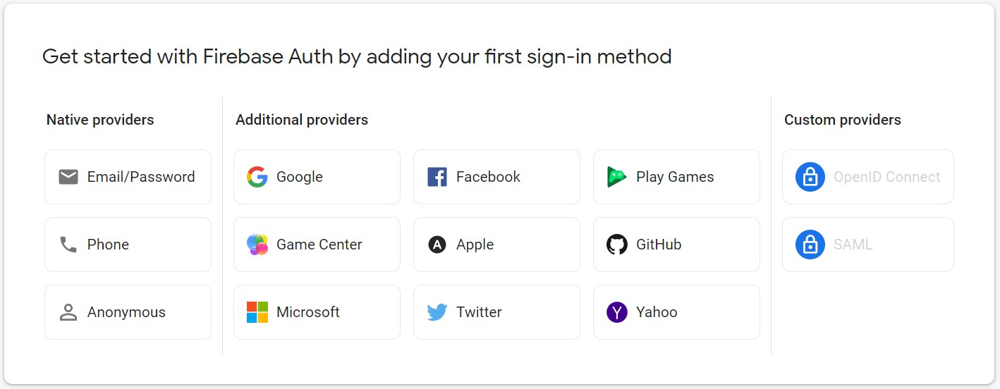 Get started with Firebase Auth by adding your first sign-in method
Native providers
Email/Password
Phone
Anonymous
Additional providers
Google
Facebook
Play Games
Game Center
Apple
GitHub
Microsoft
Twitter
Yahoo
Custom providers
OpenID Connect
SAML